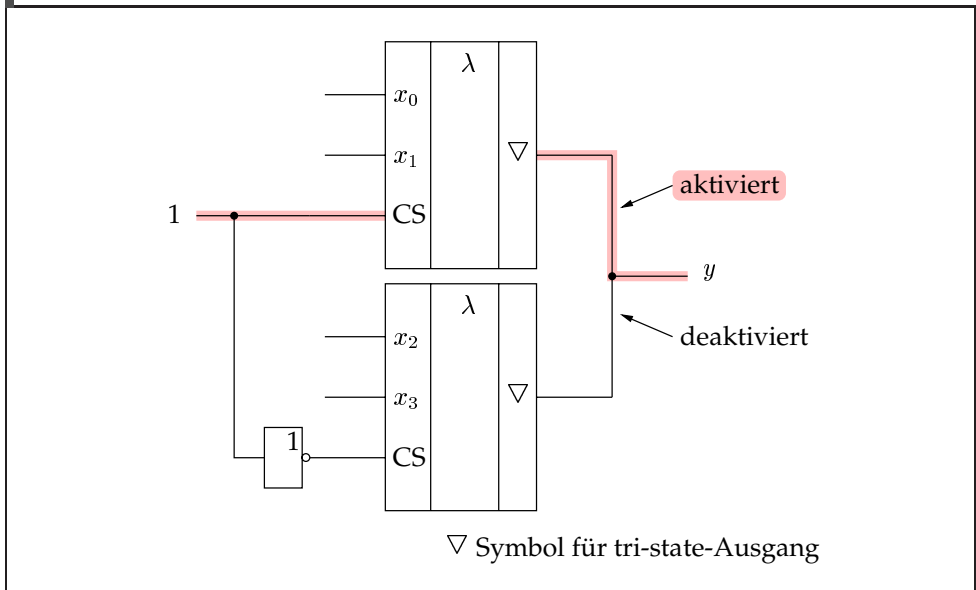 λ
x₀
x₁
aktiviert
1
CS
y
λ
x₂
deaktiviert
x₃
1
CS
▽ Symbol für tri-state-Ausgang